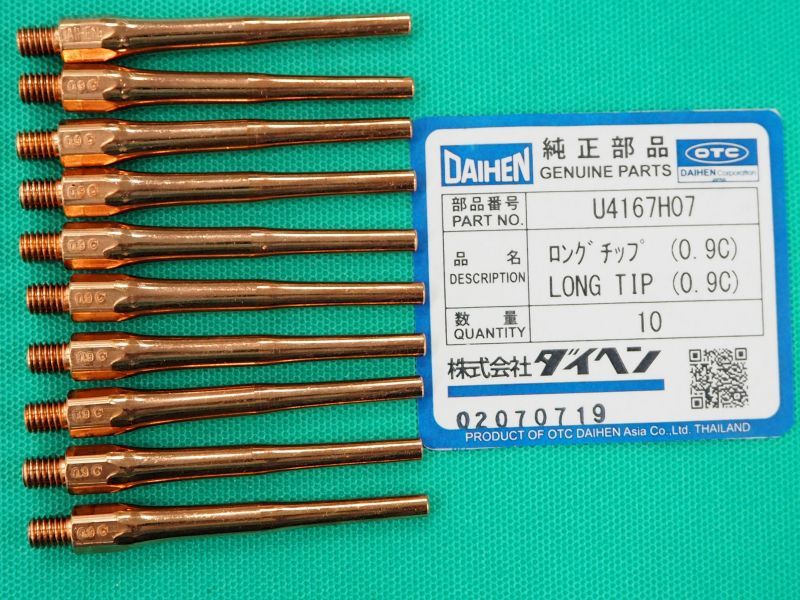 DAIHEN
純正部品
GENUINE PARTS
OTC
DAIHEN Corporation
部品番号
PART NO.
U4167H07
品 名
DESCRIPTION
ロングチップ (0.9C)
LONG TIP (0.9C)
数 量
QUANTITY
10
株式会社ダイヘン
02070719
PRODUCT OF OTC DAIHEN Asia Co.,Ltd. THAILAND